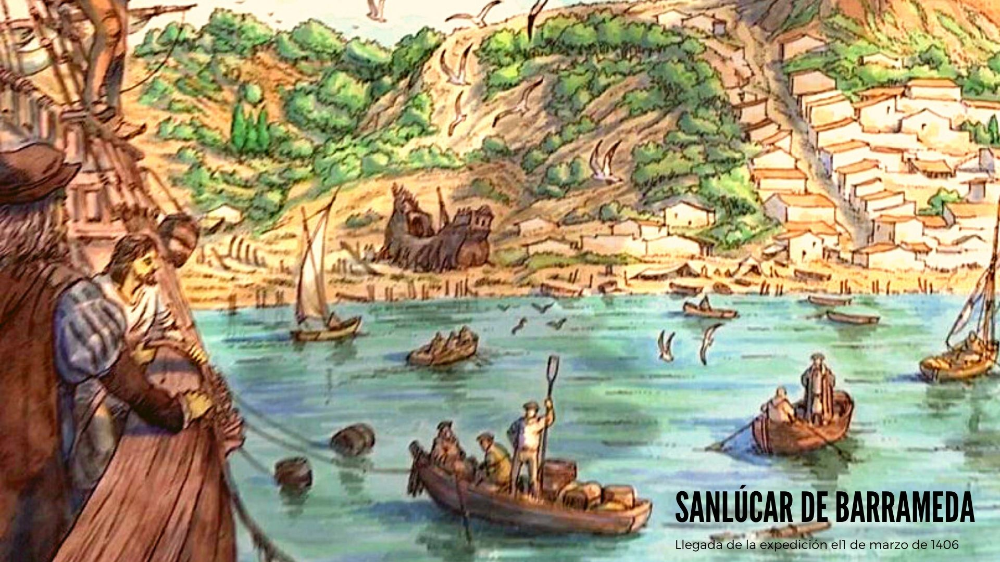 SANLÚCAR DE BARRAMEDA
Llegada de la expedición el1 de marzo de 1406